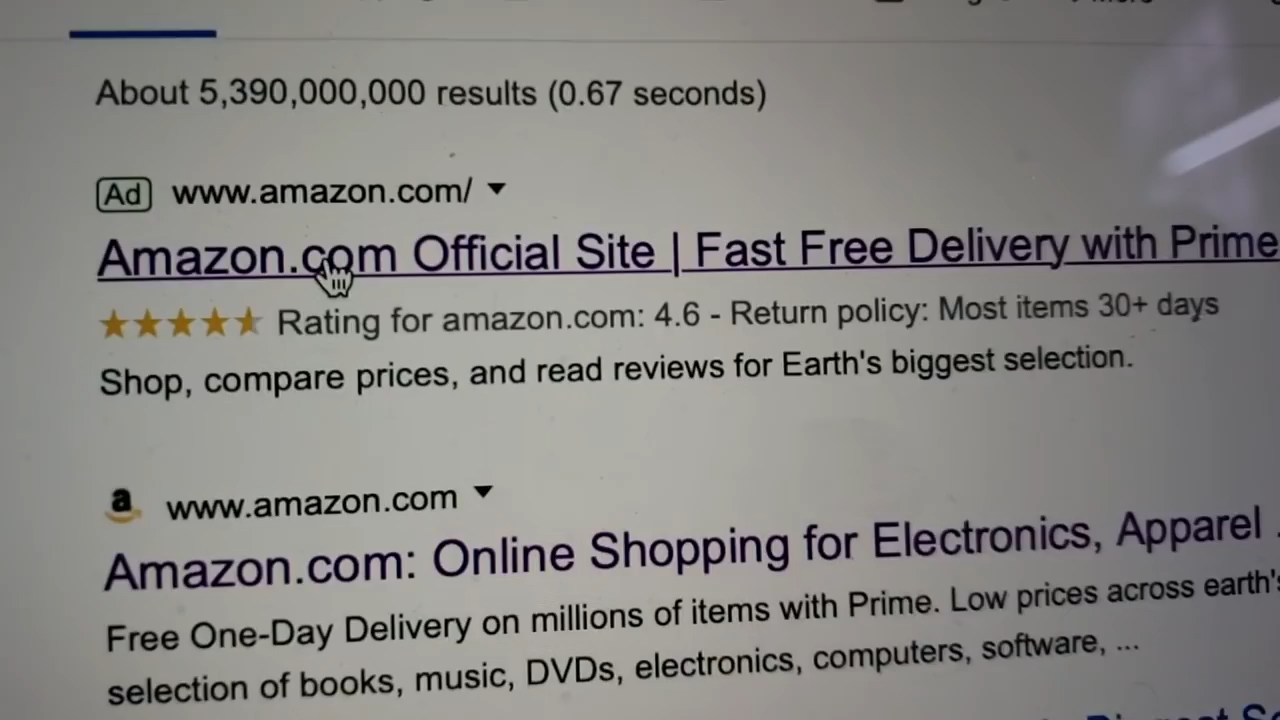 About 5,390,000,000 results (0.67 seconds)
Ad www.amazon.com/
Amazon.com Official Site | Fast Free Delivery with Prime
Rating for amazon.com: 4.6 - Return policy: Most items 30+ days
Shop, compare prices, and read reviews for Earth's biggest selection.
a www.amazon.com
Amazon.com: Online Shopping for Electronics, Apparel
Free One-Day Delivery on millions of items with Prime. Low prices across earth's
selection of books, music, DVDs, electronics, computers, software, ...